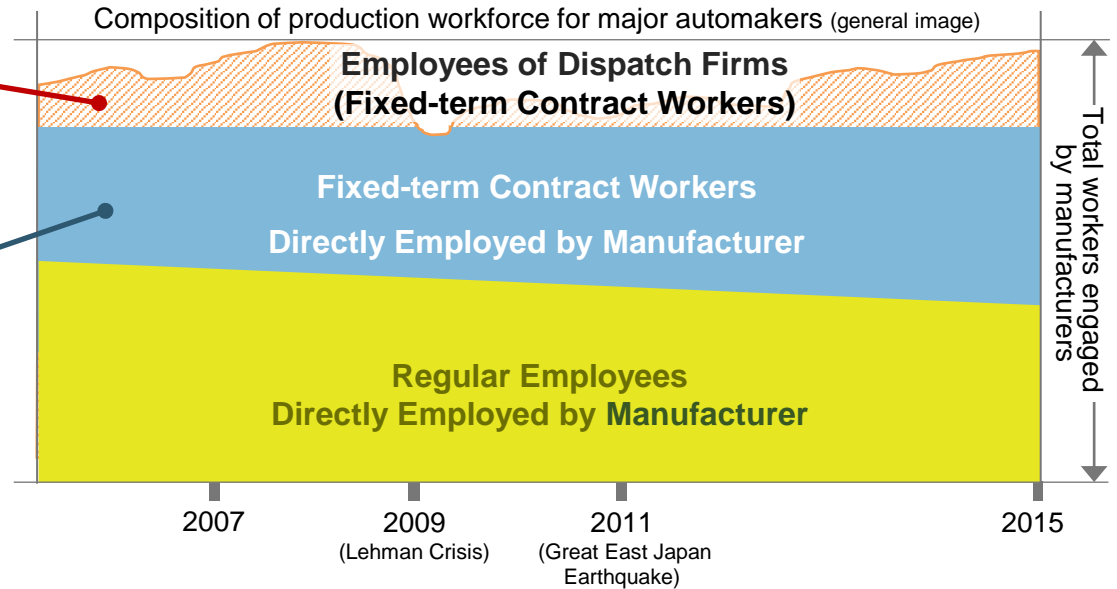 Composition of production workforce for major automakers (general image)
Employees of Dispatch Firms
(Fixed-term Contract Workers)
Fixed-term Contract Workers
Directly Employed by Manufacturer
Regular Employees
Directly Employed by Manufacturer
Total workers engaged
by manufacturers
2007
2009
(Lehman Crisis)
2011
(Great East Japan
Earthquake)
2015